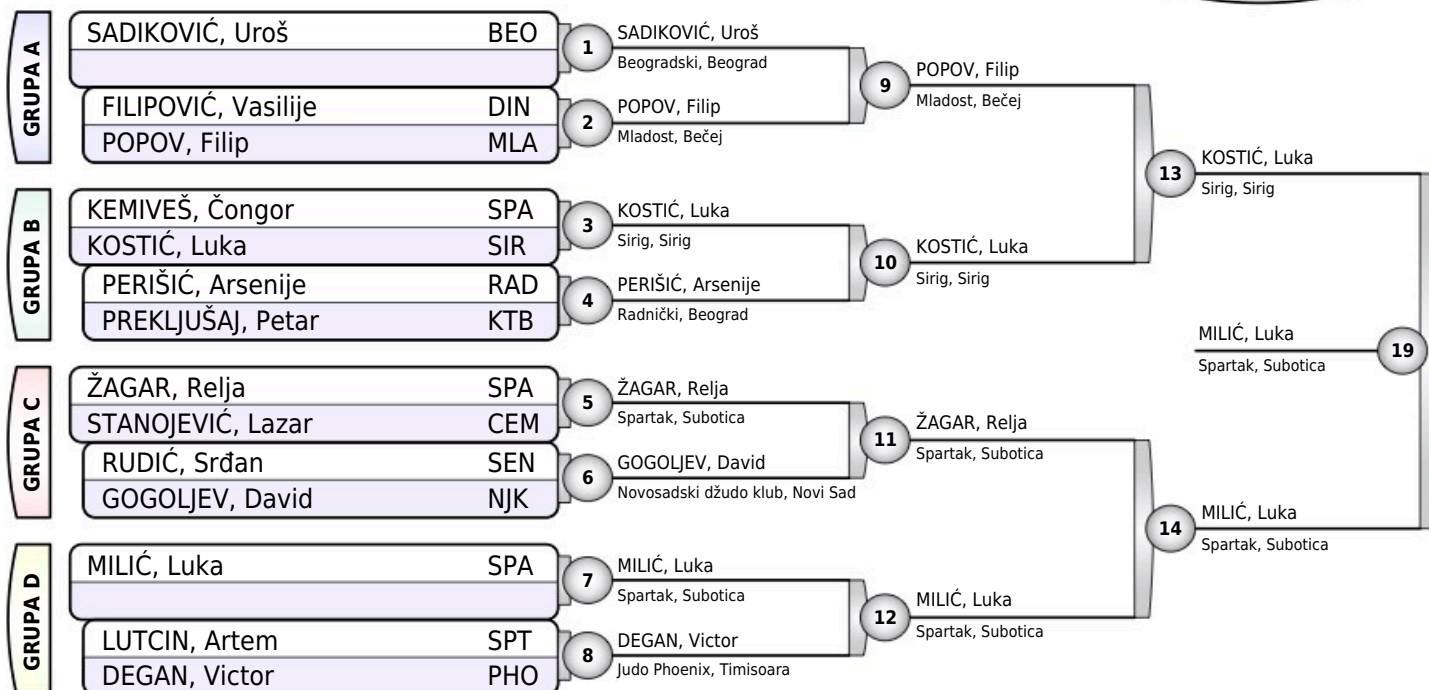 GRUPA A
SADIKOVIĆ, Uroš BEO
FILIPOVIĆ, Vasilije DIN
POPOV, Filip MLA
1
SADIKOVIĆ, Uroš
Beogradski, Beograd
2
POPOV, Filip
Mladost, Bečej
9
POPOV, Filip
Mladost, Bečej
GRUPA B
KEMIVEŠ, Čongor SPA
KOSTIĆ, Luka SIR
PERIŠIĆ, Arsenije RAD
PREKLJUŠAJ, Petar KTB
3
KOSTIĆ, Luka
Sirig, Sirig
4
PERIŠIĆ, Arsenije
Radnički, Beograd
10
KOSTIĆ, Luka
Sirig, Sirig
13
KOSTIĆ, Luka
Sirig, Sirig
GRUPA C
ŽAGAR, Relja SPA
STANOJEVIĆ, Lazar CEM
RUDIĆ, Srđan SEN
GOGOLJEV, David NJK
5
ŽAGAR, Relja
Spartak, Subotica
6
GOGOLJEV, David
Novosadski džudo klub, Novi Sad
11
ŽAGAR, Relja
Spartak, Subotica
GRUPA D
MILIĆ, Luka SPA
LUTCIN, Artem SPT
DEGAN, Victor PHO
7
MILIĆ, Luka
Spartak, Subotica
8
DEGAN, Victor
Judo Phoenix, Timisoara
12
MILIĆ, Luka
Spartak, Subotica
14
MILIĆ, Luka
Spartak, Subotica
MILIĆ, Luka
Spartak, Subotica
19